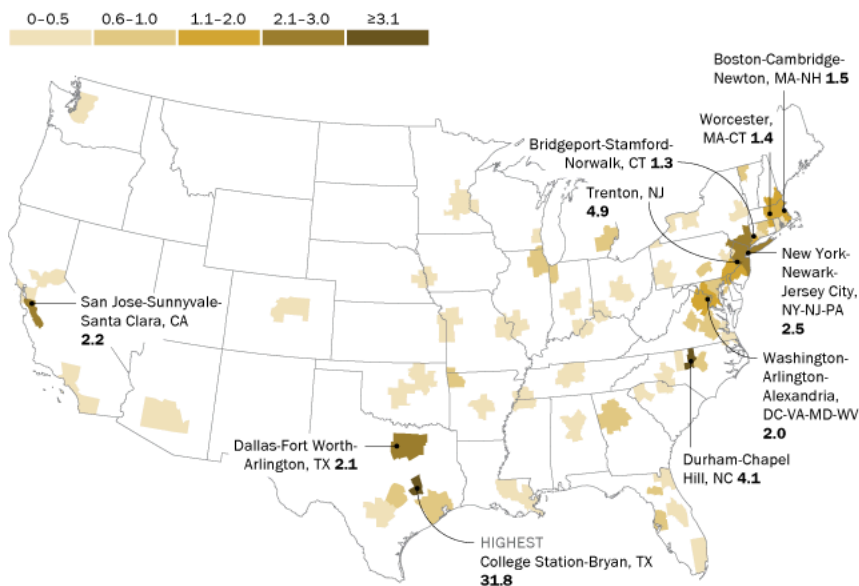 0–0.5 0.6–1.0 1.1–2.0 2.1–3.0 ≥3.1
Boston-Cambridge-
Newton, MA-NH 1.5
Worcester,
MA-CT 1.4
Bridgeport-Stamford-
Norwalk, CT 1.3
Trenton, NJ
4.9
New York-
Newark-
Jersey City,
NY-NJ-PA
2.5
San Jose-Sunnyvale-
Santa Clara, CA
2.2
Washington-
Arlington-
Alexandria,
DC-VA-MD-WV
2.0
Dallas-Fort Worth-
Arlington, TX 2.1
Durham-Chapel
Hill, NC 4.1
HIGHEST
College Station-Bryan, TX
31.8